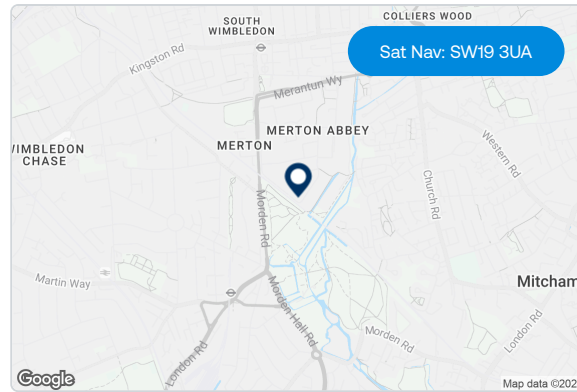 COLLIERS WOOD
SOUTH
WIMBLEDON
Sat Nav: SW19 3UA
Kingston Rd
Merantun Wy
MERTON ABBEY
MERTON
WIMBLEDON
CHASE
Western Rd
Church Rd
Morden Rd
Martin Way
Mitcham
Morden Hall Rd
Morden Rd
London Rd
London Rd
Google
Map data ©202